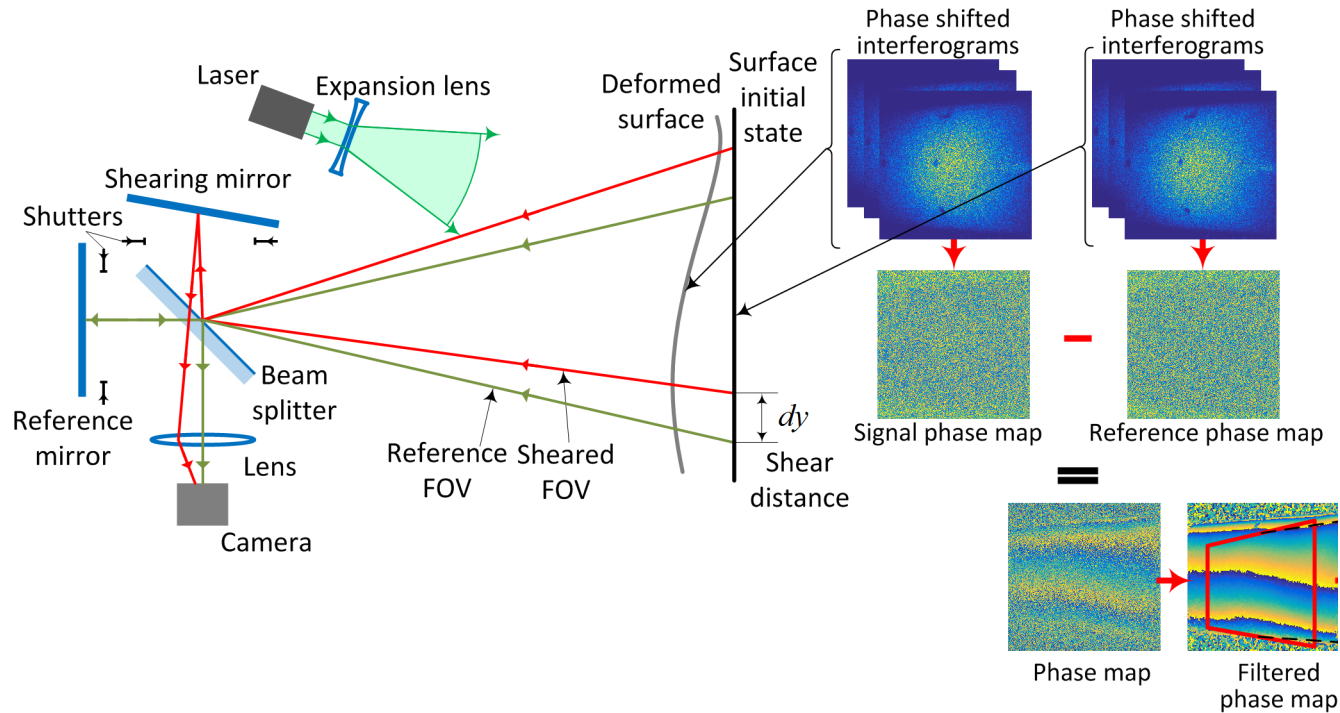 Laser
Expansion lens
Shearing mirror
Shutters
Reference
mirror
Beam
splitter
Lens
Camera
Reference
FOV
Sheared
FOV
Deformed
surface
Surface
initial
state
dy
Shear
distance
Phase shifted
interferograms
Phase shifted
interferograms
Signal phase map
Reference phase map
Phase map
Filtered
phase map